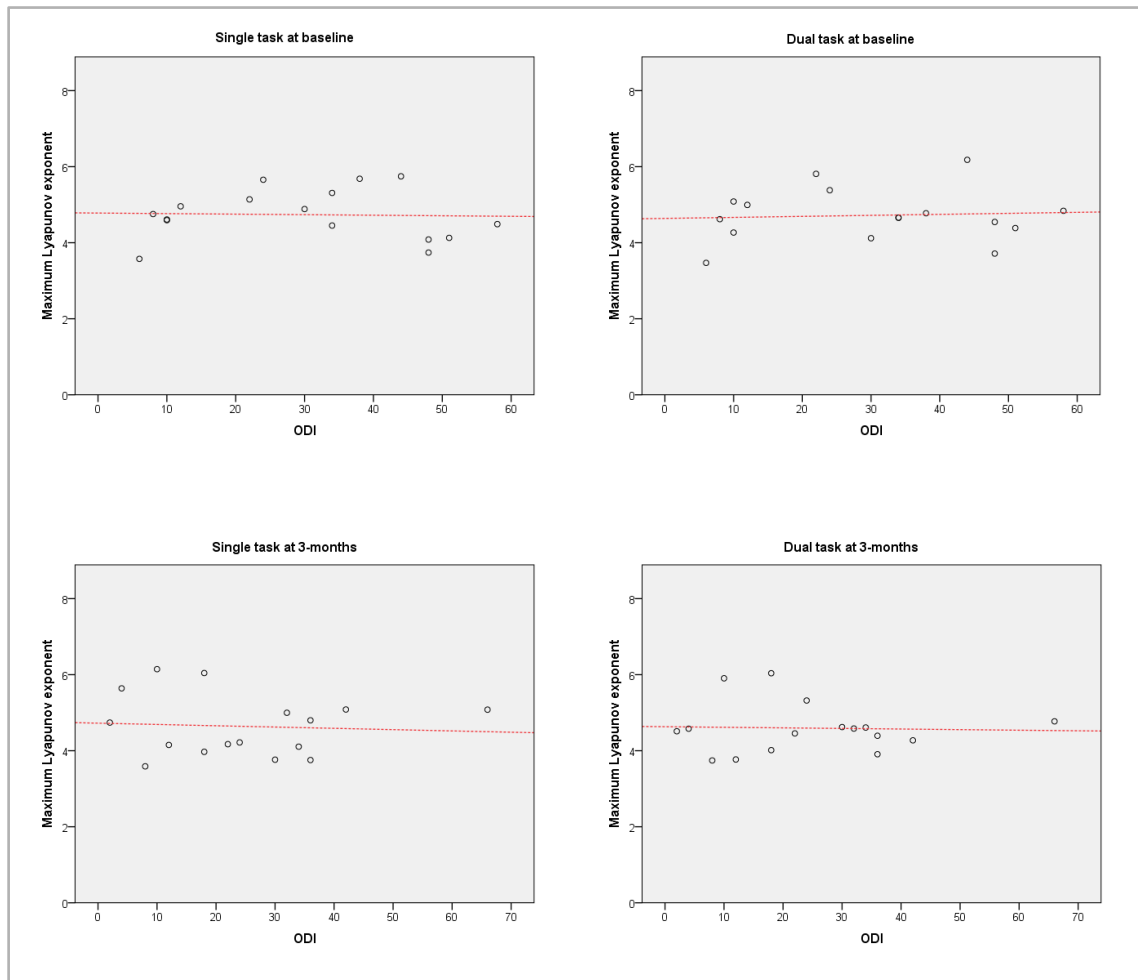 Single task at baseline
Maximum Lyapunov exponent
8
6
4
2
0
0 10 20 30 40 50 60
ODI
Dual task at baseline
Maximum Lyapunov exponent
8
6
4
2
0
0 10 20 30 40 50 60
ODI
Single task at 3-months
Maximum Lyapunov exponent
8
6
4
2
0
0 10 20 30 40 50 60 70
ODI
Dual task at 3-months
Maximum Lyapunov exponent
8
6
4
2
0
0 10 20 30 40 50 60 70
ODI